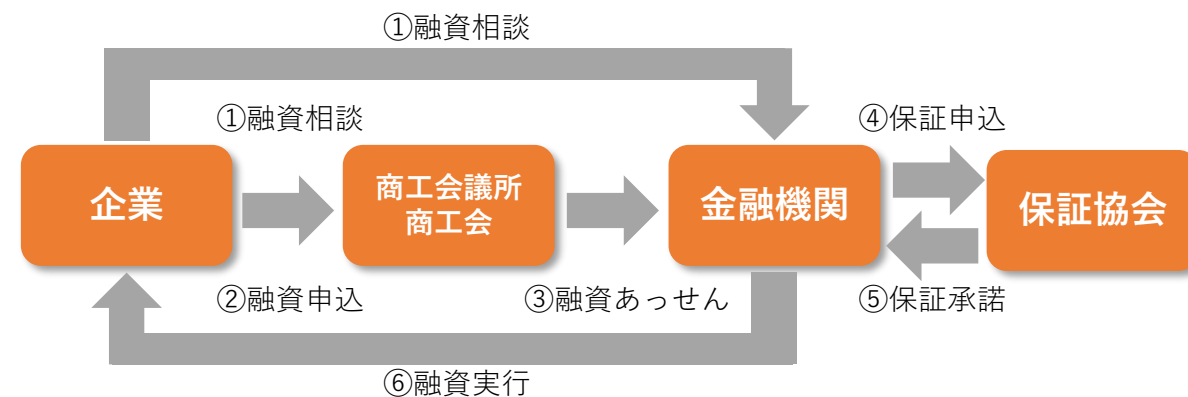 ①融資相談
①融資相談
④保証申込
企業
商工会議所
商工会
金融機関
保証協会
②融資申込
③融資あっせん
⑤保証承諾
⑥融資実行